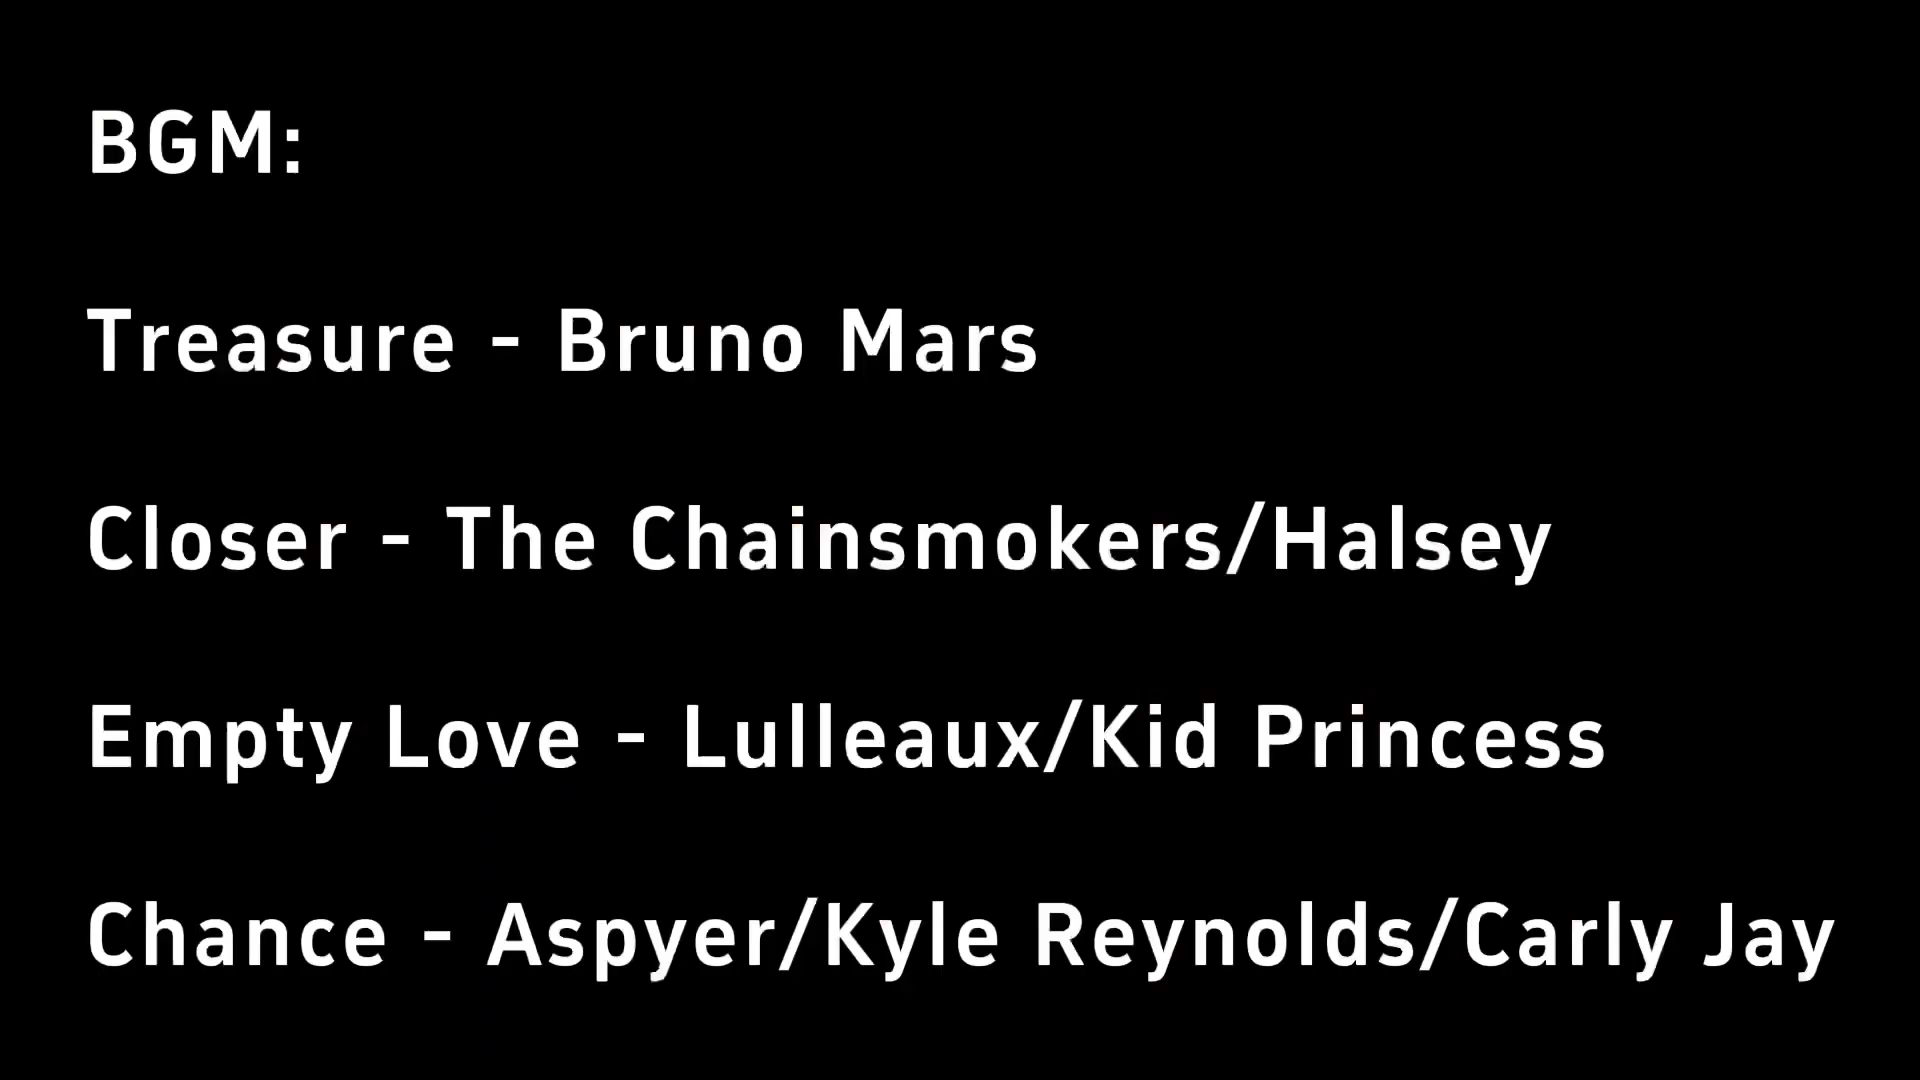 BGM:
Treasure - Bruno Mars
Closer - The Chainsmokers/Halsey
Empty Love - Lulleaux/Kid Princess
Chance - Aspyer/Kyle Reynolds/Carly Jay